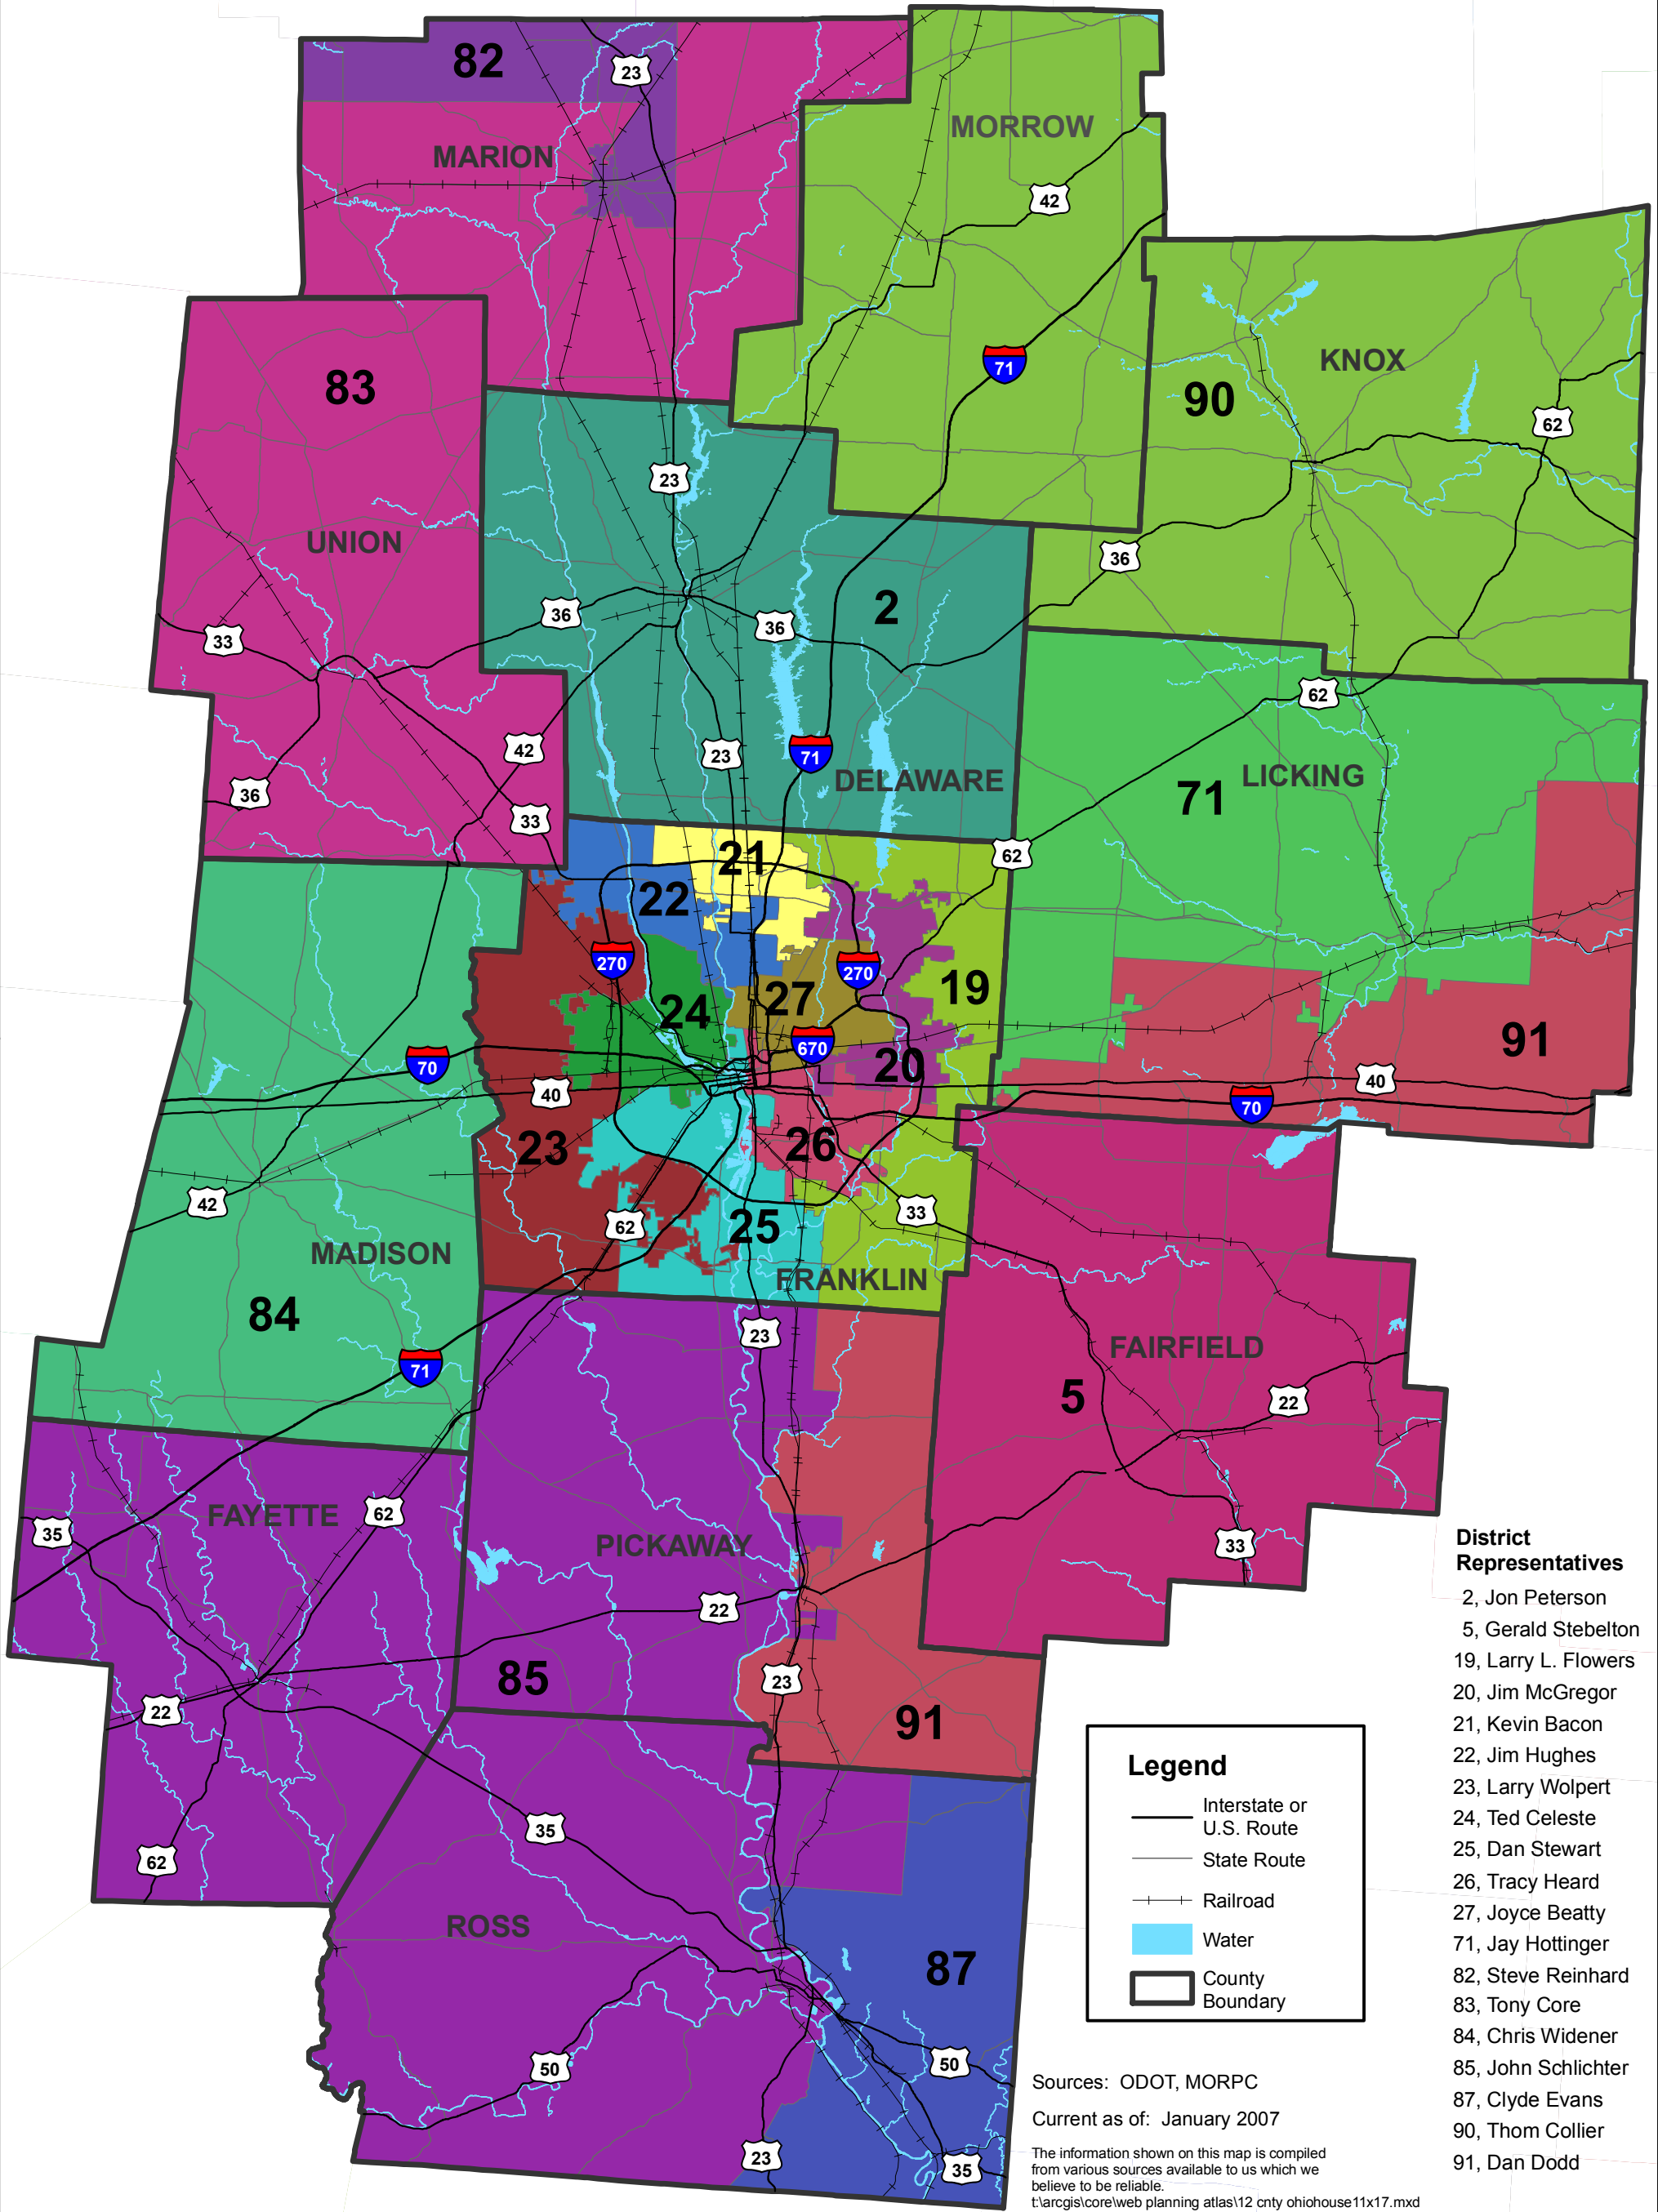 82
23
MARION
MORROW
42
71
83
90
KNOX
62
23
UNION
36
2
36
36
33
62
23
71
42
DELAWARE
71
LICKING
36
33
21
62
22
270
270
19
24
27
670
20
91
70
40
40
70
23
26
42
62
25
33
MADISON
FRANKLIN
84
23
FAIRFIELD
71
5
22
FAYETTE
62
35
PICKAWAY
33
22
85
23
22
91
35
62
ROSS
87
50
50
23
35
District
Representatives
2, Jon Peterson
5, Gerald Stebelton
19, Larry L. Flowers
20, Jim McGregor
21, Kevin Bacon
22, Jim Hughes
23, Larry Wolpert
24, Ted Celeste
25, Dan Stewart
26, Tracy Heard
27, Joyce Beatty
71, Jay Hottinger
82, Steve Reinhard
83, Tony Core
84, Chris Widener
85, John Schlichter
87, Clyde Evans
90, Thom Collier
91, Dan Dodd
Legend
Interstate or
U.S. Route
State Route
Railroad
Water
County
Boundary
Sources: ODOT, MORPC
Current as of: January 2007
The information shown on this map is compiled
from various sources available to us which we
believe to be reliable.
t:\arcgis\core\web planning atlas\12 cnty ohiohouse11x17.mxd